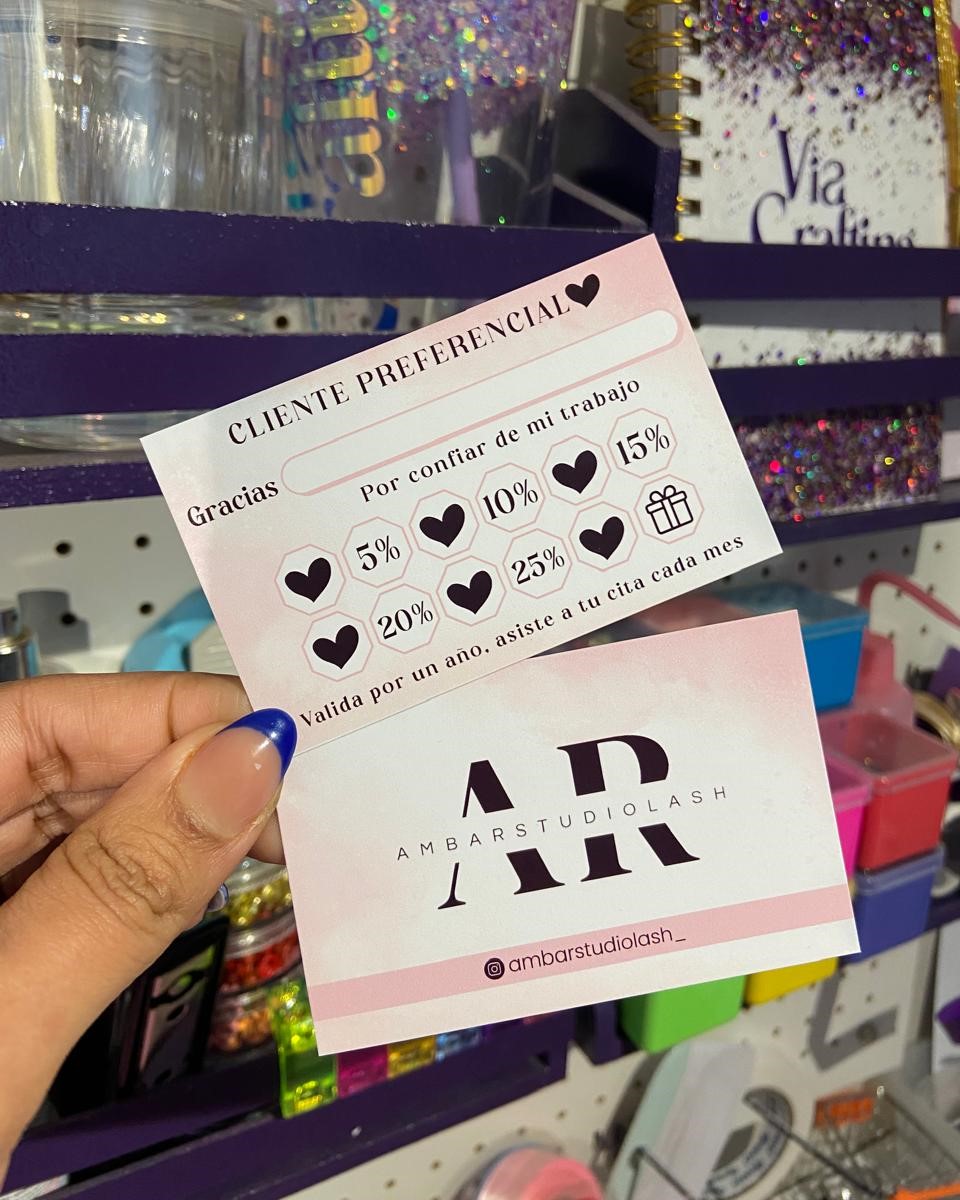 Via
Crafting
CLIENTE PREFERENCIAL
Gracias
Por confiar de mi trabajo
5% 10% 15%
20% 25%
Valida por un año, asiste a tu cita cada mes
AR
AMBARSTUDIOLASH
ambarstudiolash_